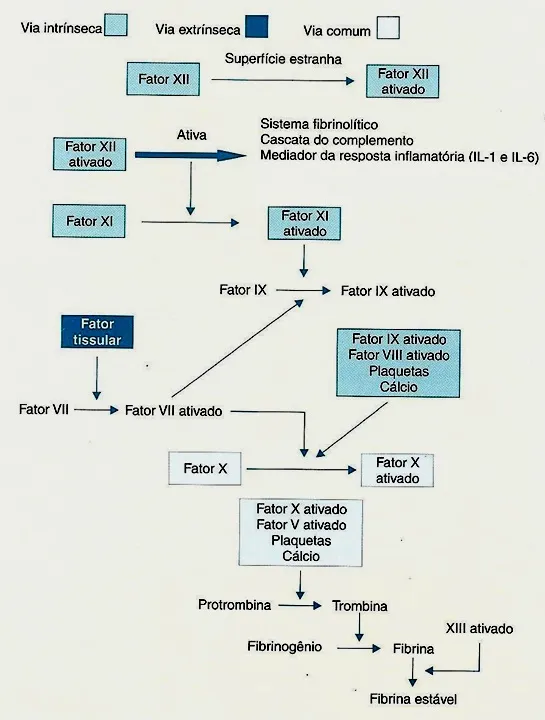 Via intrínseca
Via extrínseca
Via comum
Superfície estranha
Fator XII
Fator XII
ativado
Fator XII
ativado
Ativa
Sistema fibrinolítico
Cascata do complemento
Mediador da resposta inflamatória (IL-1 e IL-6)
Fator XI
Fator XI
ativado
Fator IX
Fator IX ativado
Fator
tissular
Fator IX ativado
Fator VIII ativado
Plaquetas
Cálcio
Fator VII
Fator VII ativado
Fator X
Fator X
ativado
Fator X ativado
Fator V ativado
Plaquetas
Cálcio
Protrombina
Trombina
XIII ativado
Fibrinogênio
Fibrina
Fibrina estável